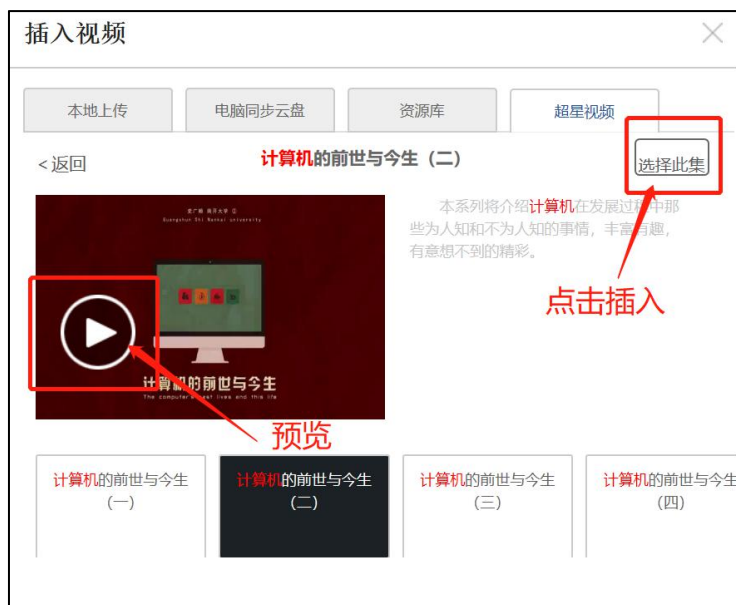 插入视频
本地上传
电脑同步云盘
资源库
超星视频
<返回
计算机的前世与今生（二）
选择此集
本系列将介绍计算机在发展过程中那
些为人知和不为人知的事情，丰富有趣，
有意想不到的精彩。
点击插入
计算机的前世与今生
预览
计算机的前世与今生
（一）
计算机的前世与今生
（二）
计算机的前世与今生
（三）
计算机的前世与今生
（四）